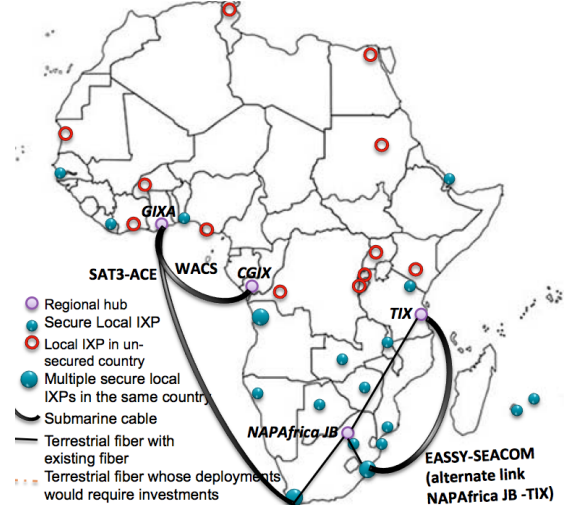 GIXA
SAT3-ACE
WACS
CGIX
TIX
Regional hub
Secure Local IXP
Local IXP in un-
secured country
Multiple secure local
IXPs in the same country
Submarine cable
Terrestrial fiber with
existing fiber
Terrestrial fiber whose deployments
would require investments
NAPAfrica JB
EASSY-SEACOM
(alternate link
NAPAfrica JB -TIX)